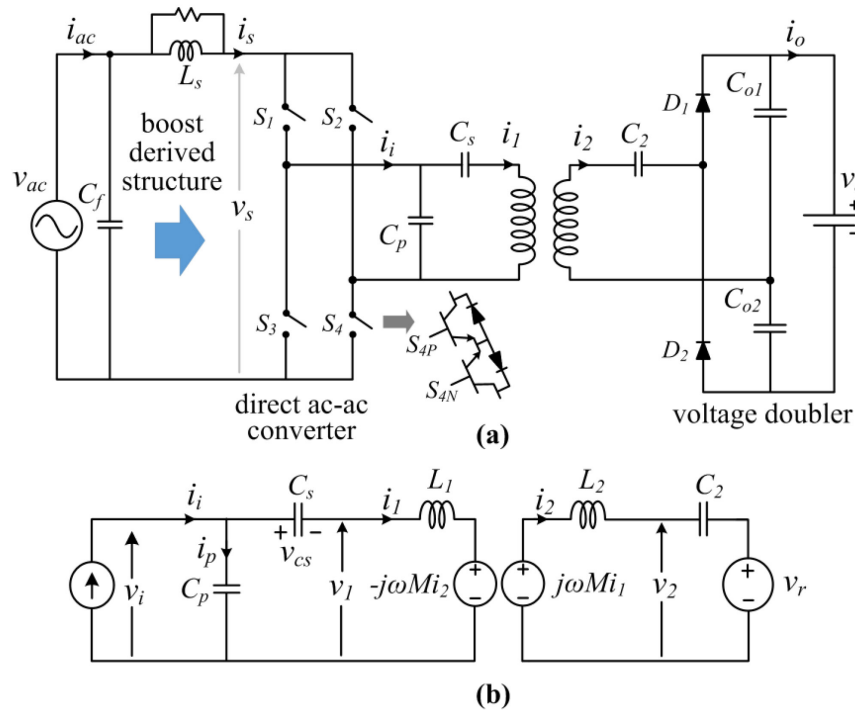 i_ac
i_s
L_s
boost
derived
structure
v_ac
C_f
v_s
S_1
S_2
S_3
S_4
i_i
C_p
C_s
i_1
i_2
C_2
D_1
C_o1
i_o
C_o2
D_2
S_4P
S_4N
direct ac-ac
converter
voltage doubler
(a)
i_i
C_s
i_1
L_1
i_2
L_2
C_2
v_i
i_p
C_p
+ v_cs -
v_1
-jωMi_2
jωMi_1
v_2
v_r
(b)